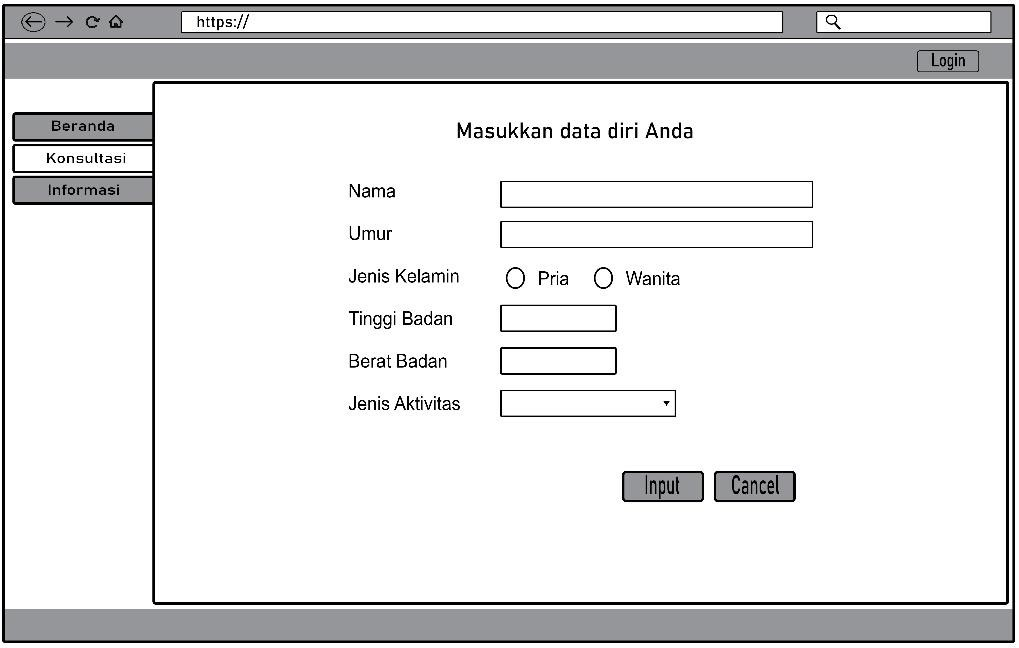 https://
Login
Beranda
Konsultasi
Informasi
Masukkan data diri Anda
Nama
Umur
Jenis Kelamin Pria Wanita
Tinggi Badan
Berat Badan
Jenis Aktivitas
Input Cancel